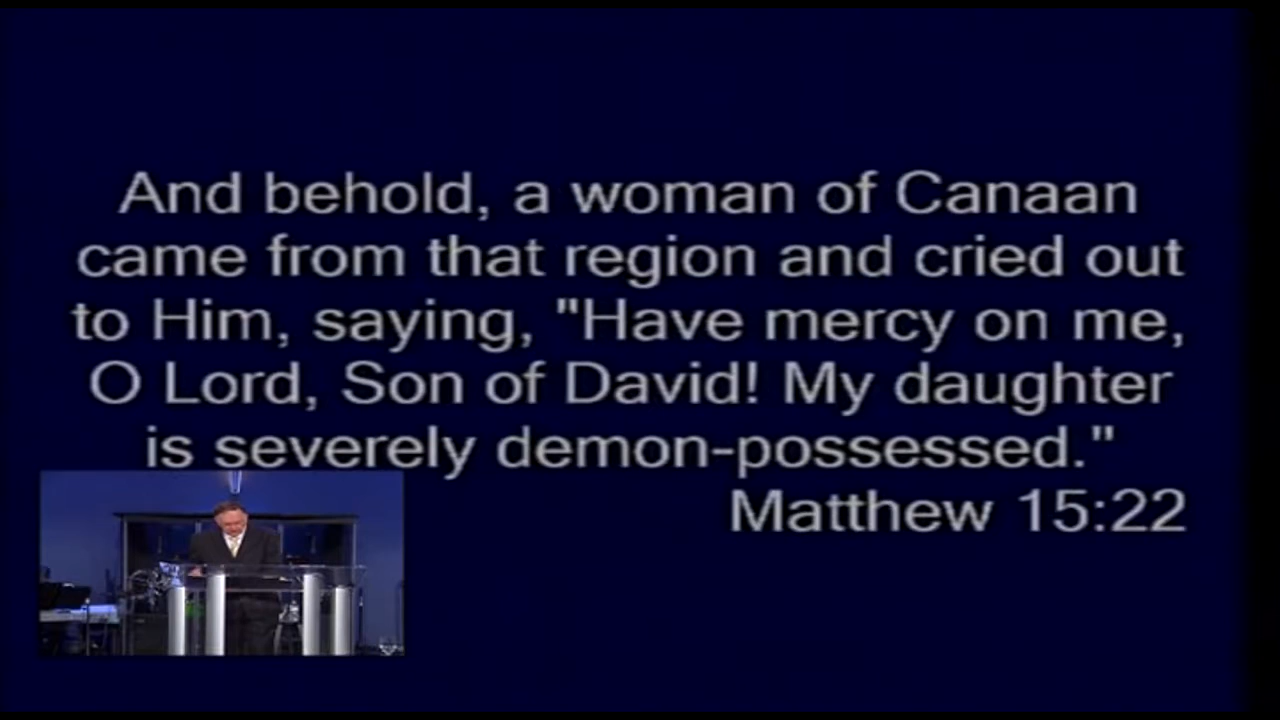 And behold, a woman of Canaan
came from that region and cried out
to Him, saying, "Have mercy on me,
O Lord, Son of David! My daughter
is severely demon-possessed."
Matthew 15:22